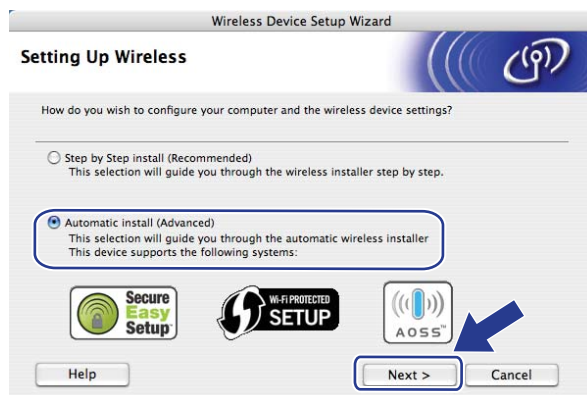 Wireless Device Setup Wizard
Setting Up Wireless
How do you wish to configure your computer and the wireless device settings?
Step by Step install (Recommended)
This selection will guide you through the wireless installer step by step.
Automatic install (Advanced)
This selection will guide you through the automatic wireless installer
This device supports the following systems:
Secure
Easy
Setup™
Wi-Fi PROTECTED
SETUP
AOSS™
Help
Next >
Cancel